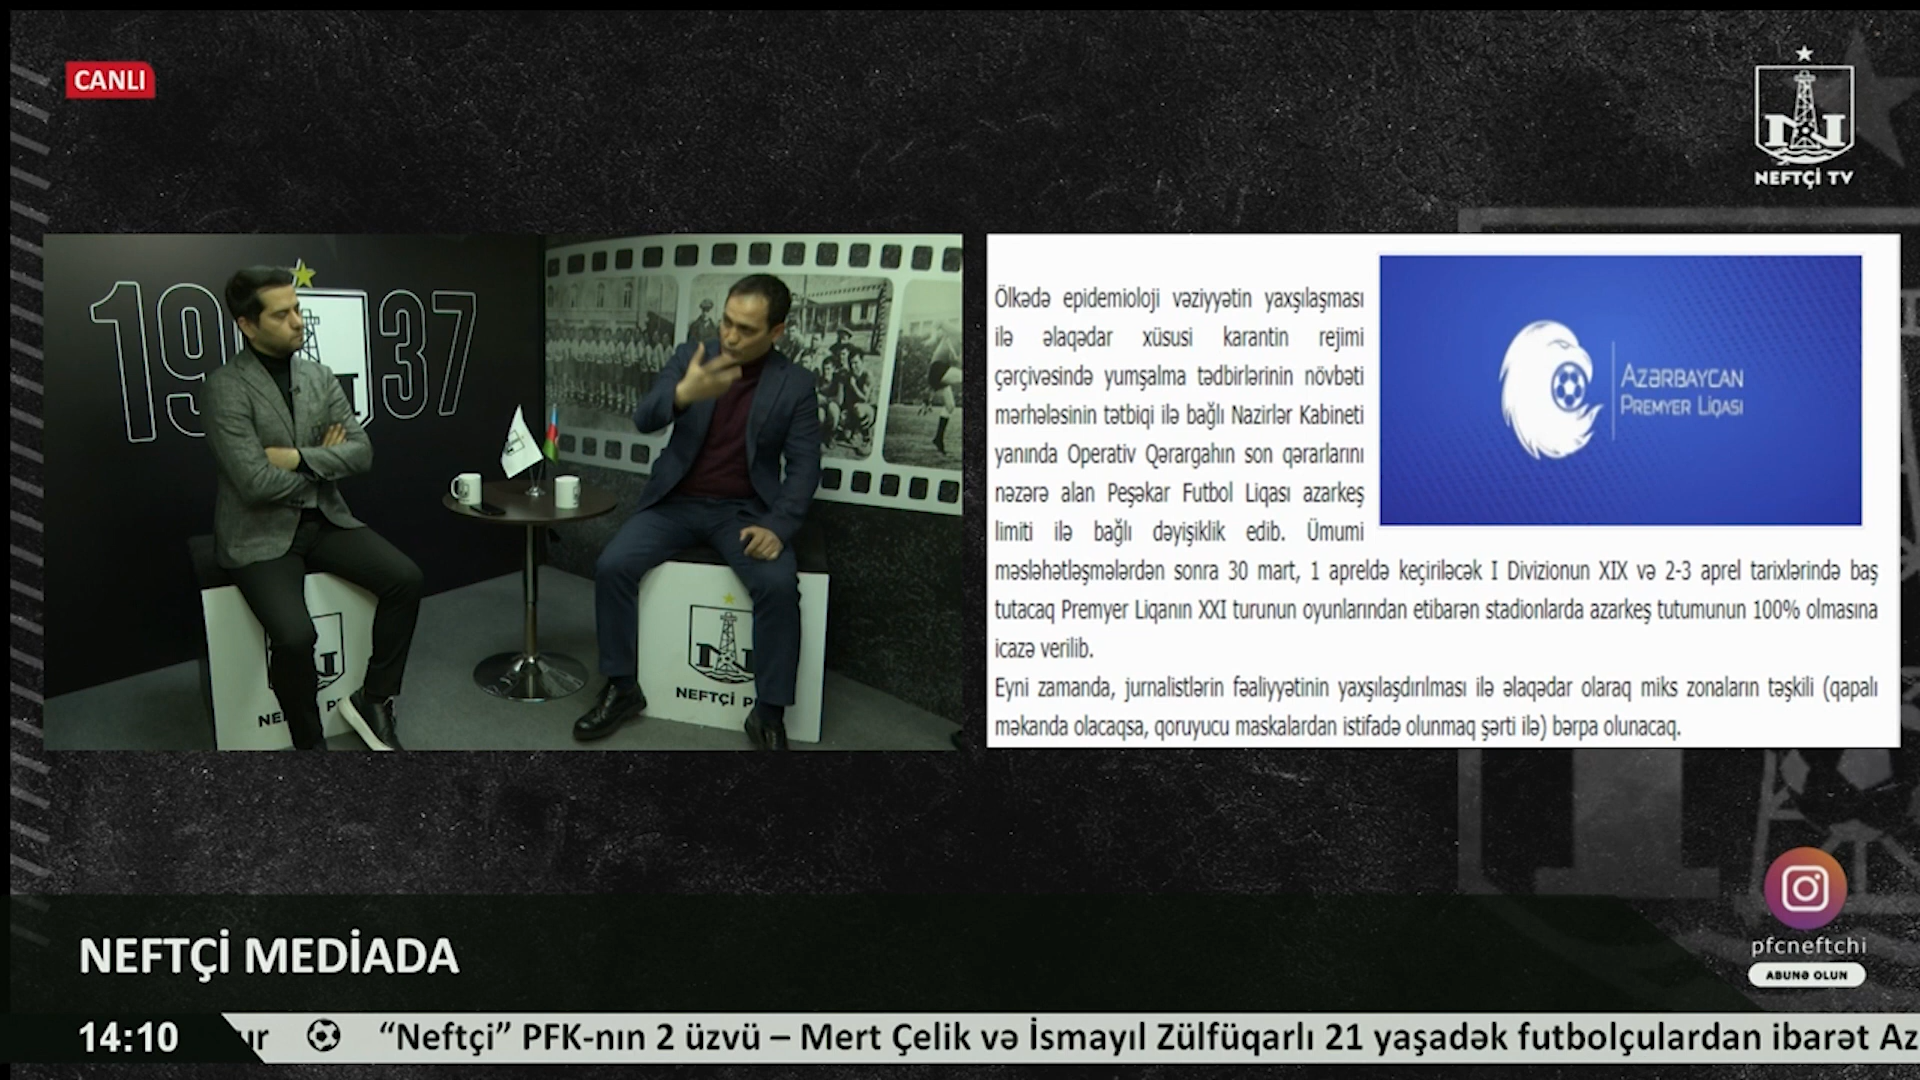 CANLI
NEFTÇİ TV
1937
NEFTÇİ PFK
Ölkədə epidemioloji vəziyyətin yaxşılaşması
ilə əlaqədar xüsusi karantin rejimi
çərçivəsində yumşalma tədbirlərinin növbəti
mərhələsinin tətbiqi ilə bağlı Nazirlər Kabineti
yanında Operativ Qərargahın son qərarlarını
nəzərə alan Peşəkar Futbol Liqası azarkeş
limiti ilə bağlı dəyişiklik edib. Ümumi
məsləhətləşmələrdən sonra 30 mart, 1 apreldə keçiriləcək I Divizionun XIX və 2-3 aprel tarixlərində baş
tutacaq Premyer Liqanın XXI turunun oyunlarından etibarən stadionlarda azarkeş tutumunun 100% olmasına
icazə verilib.
Eyni zamanda, jurnalistlərin fəaliyyətinin yaxşılaşdırılması ilə əlaqədar olaraq miks zonaların təşkili (qapalı
məkanda olacaqsa, qoruyucu maskalardan istifadə olunmaq şərti ilə) bərpa olunacaq.
AZƏRBAYCAN
PREMYER LİQASI
pfcneftchi
ABUNƏ OLUN
NEFTÇİ MEDİADA
14:10
“Neftçi” PFK-nın 2 üzvü – Mert Çelik və İsmayıl Zülfüqarlı 21 yaşadək futbolçulardan ibarət Az